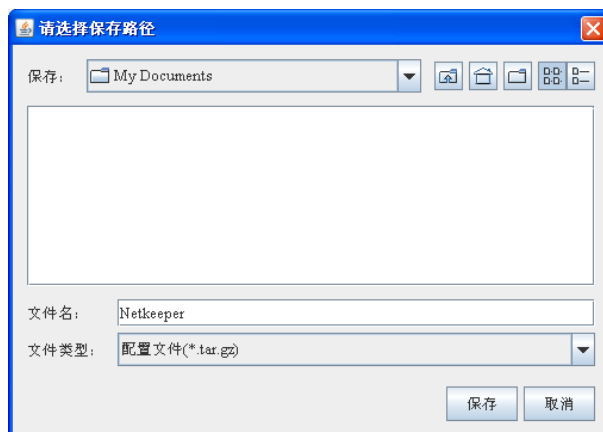 请选择保存路径
保存： My Documents
文件名： Netkeeper
文件类型： 配置文件(*.tar.gz)
保存 取消